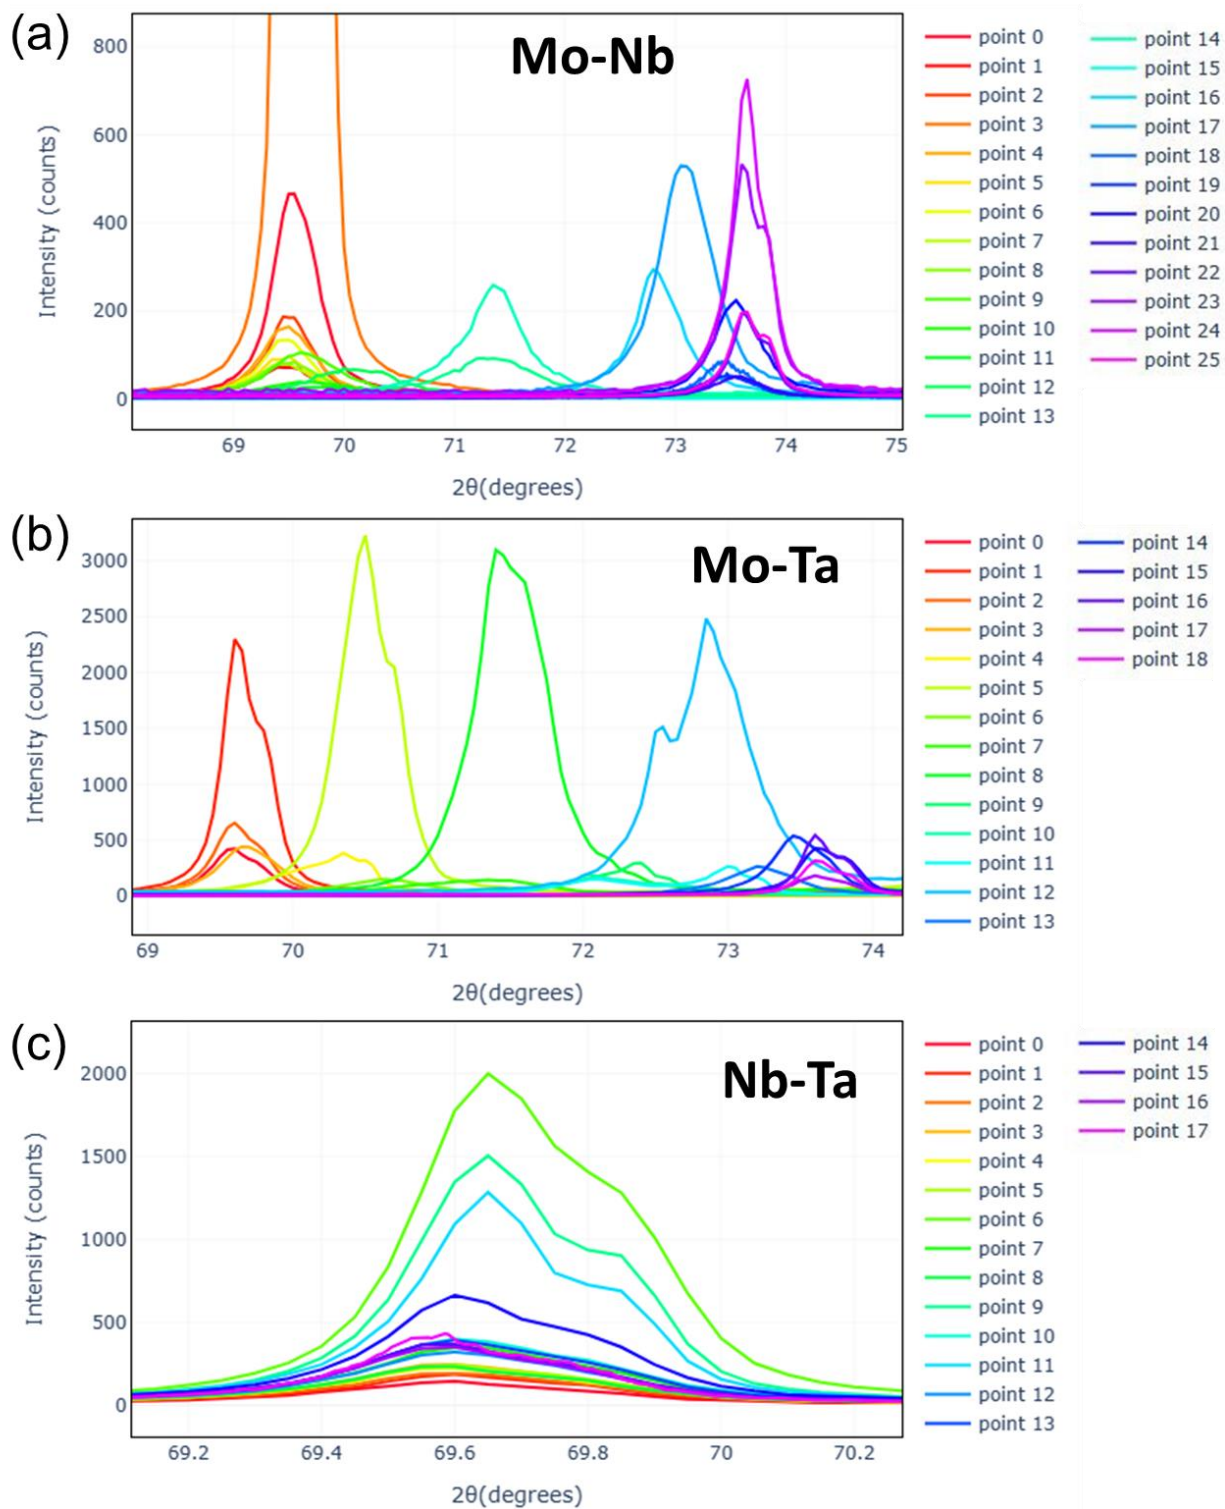 (a)
Mo-Nb
Intensity (counts)
800
600
400
200
0
69 70 71 72 73 74 75
2θ(degrees)
point 0
point 1
point 2
point 3
point 4
point 5
point 6
point 7
point 8
point 9
point 10
point 11
point 12
point 13
point 14
point 15
point 16
point 17
point 18
point 19
point 20
point 21
point 22
point 23
point 24
point 25
(b)
Mo-Ta
Intensity (counts)
3000
2500
2000
1500
1000
500
0
69 70 71 72 73 74
2θ(degrees)
point 0
point 1
point 2
point 3
point 4
point 5
point 6
point 7
point 8
point 9
point 10
point 11
point 12
point 13
point 14
point 15
point 16
point 17
point 18
(c)
Nb-Ta
Intensity (counts)
2000
1500
1000
500
0
69.2 69.4 69.6 69.8 70 70.2
2θ(degrees)
point 0
point 1
point 2
point 3
point 4
point 5
point 6
point 7
point 8
point 9
point 10
point 11
point 12
point 13
point 14
point 15
point 16
point 17